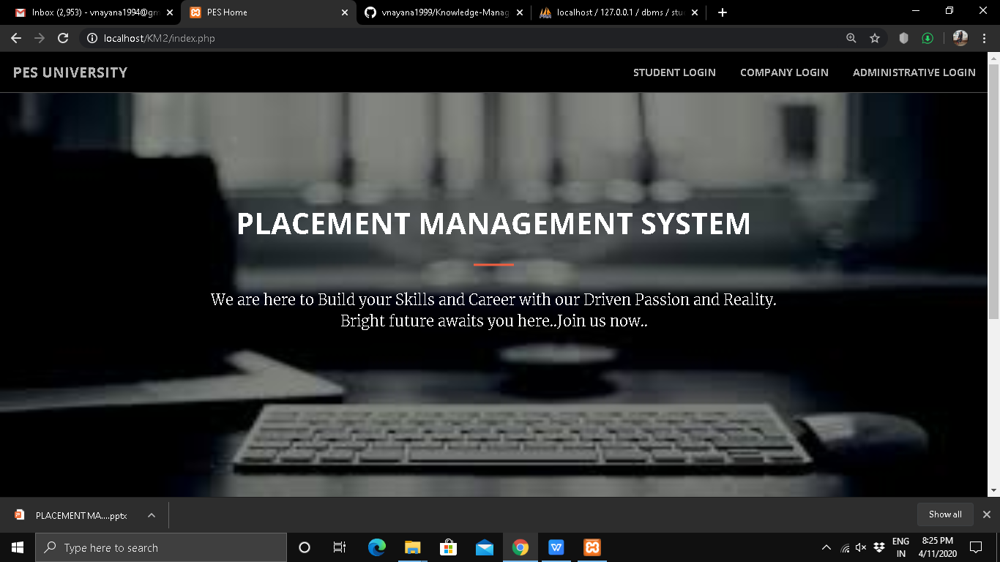 Inbox (2,953) - vnayana1994@gm
PES Home
vnayana1999/Knowledge-Manag
localhost / 127.0.0.1 / dbms / stu
localhost/KM2/index.php
PES UNIVERSITY
STUDENT LOGIN
COMPANY LOGIN
ADMINISTRATIVE LOGIN
PLACEMENT MANAGEMENT SYSTEM
We are here to Build your Skills and Career with our Driven Passion and Reality.
Bright future awaits you here..Join us now..
PLACEMENT MA....pptx
Show all
Type here to search
ENG
IN
8:25 PM
4/11/2020